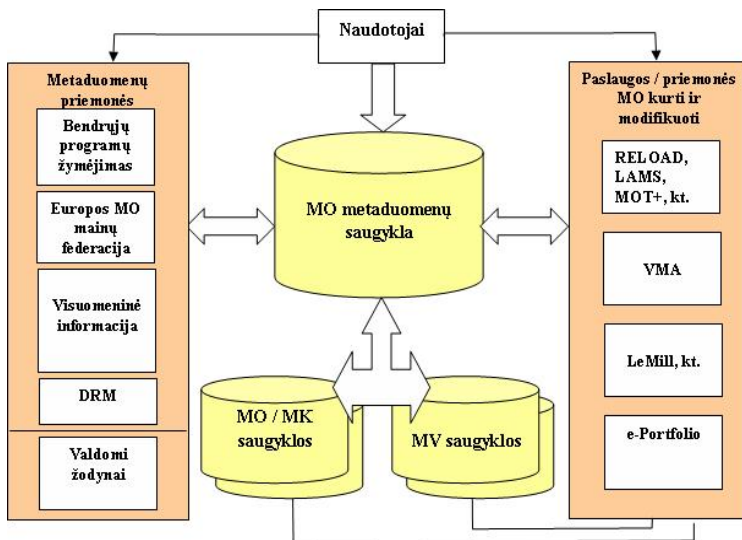 Naudotojai
Metaduomenų
priemonės
Bendrųjų
programų
žymėjimas
Europos MO
mainų
federacija
Visuomeninė
informacija
DRM
Valdomi
žodynai
MO metaduomenų
saugykla
MO / MK
saugyklos
MV saugyklos
Paslaugos / priemonės
MO kurti ir
modifikuoti
RELOAD,
LAMS,
MOT+, kt.
VMA
LeMill, kt.
e-Portfolio